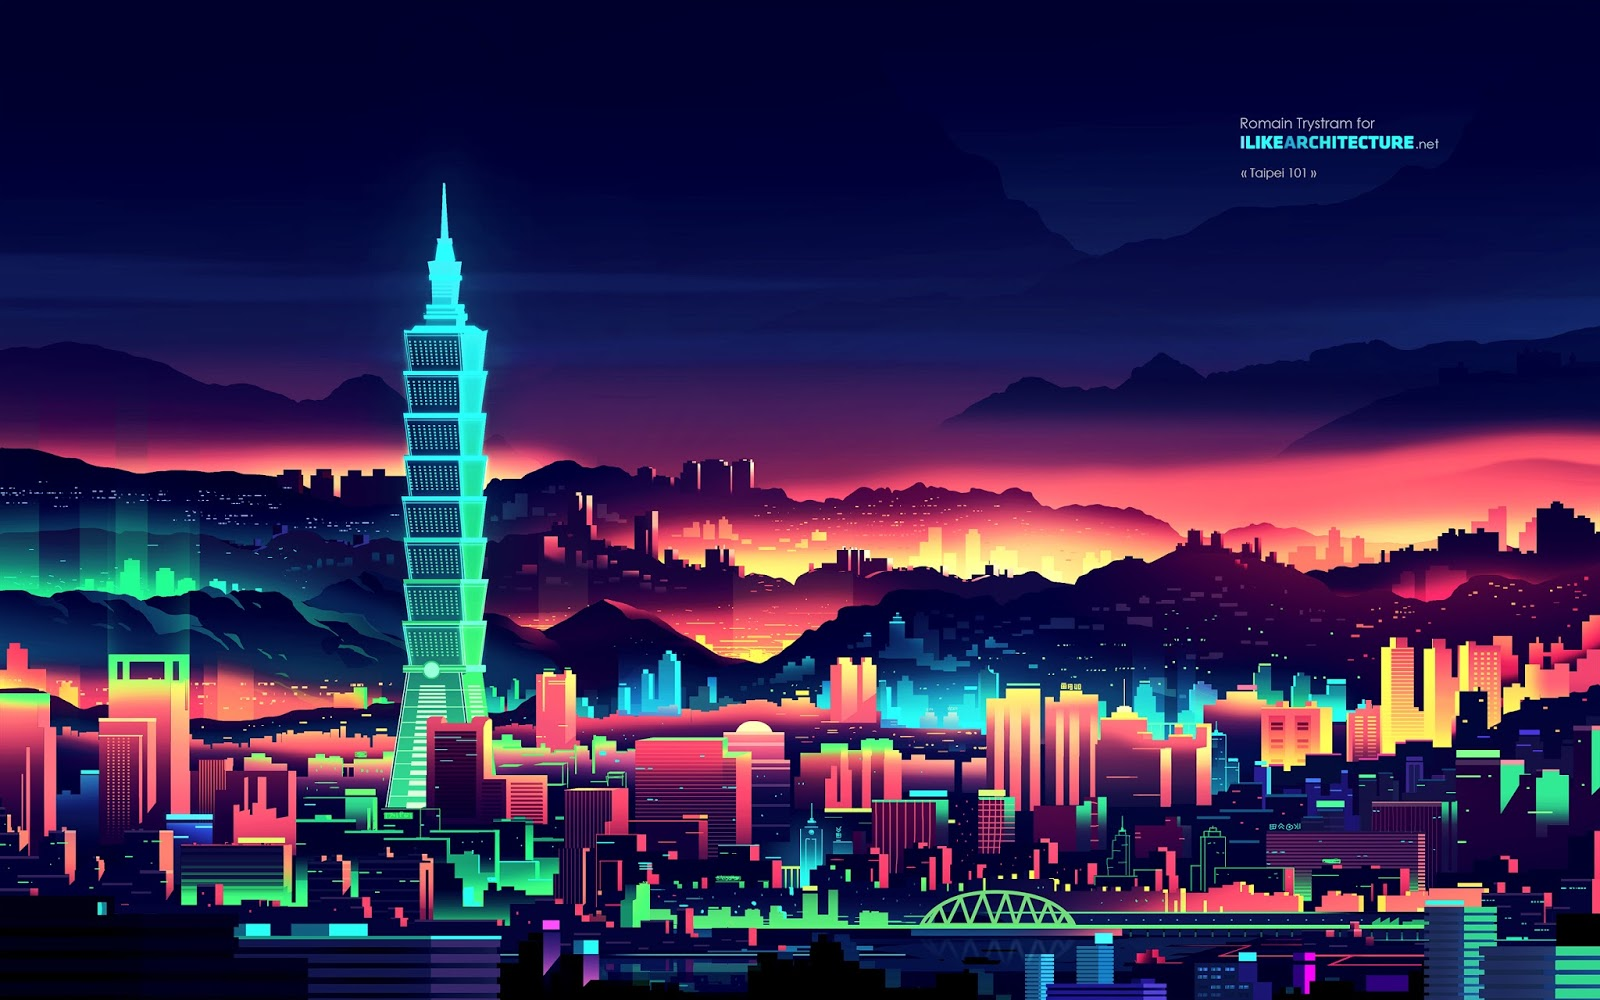 Romain Trystram for
ILIKEARCHITECTURE.net
« Taipei 101 »